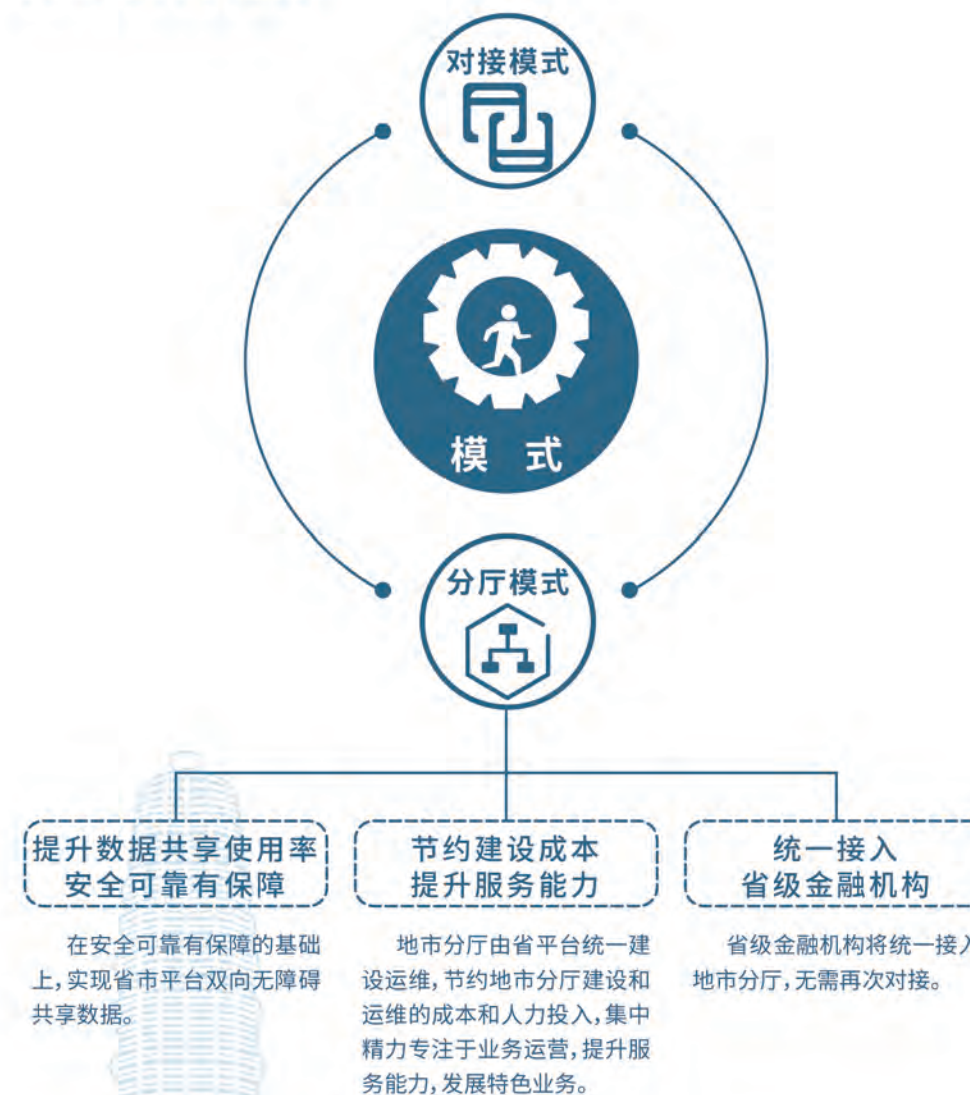 对接模式
模 式
分厅模式
提升数据共享使用率
安全可靠有保障
在安全可靠有保障的基础
上,实现省市平台双向无障碍
共享数据。
节约建设成本
提升服务能力
地市分厅由省平台统一建
设运维,节约地市分厅建设和
运维的成本和人力投入,集中
精力专注于业务运营,提升服
务能力,发展特色业务。
统一接入
省级金融机构
省级金融机构将统一接入
地市分厅,无需再次对接。